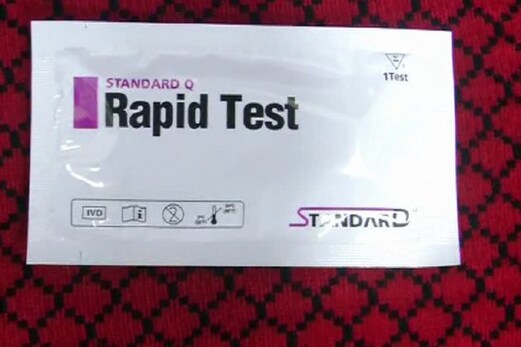 STANDARD Q
Rapid Test
1Test
IVD
STANDARD